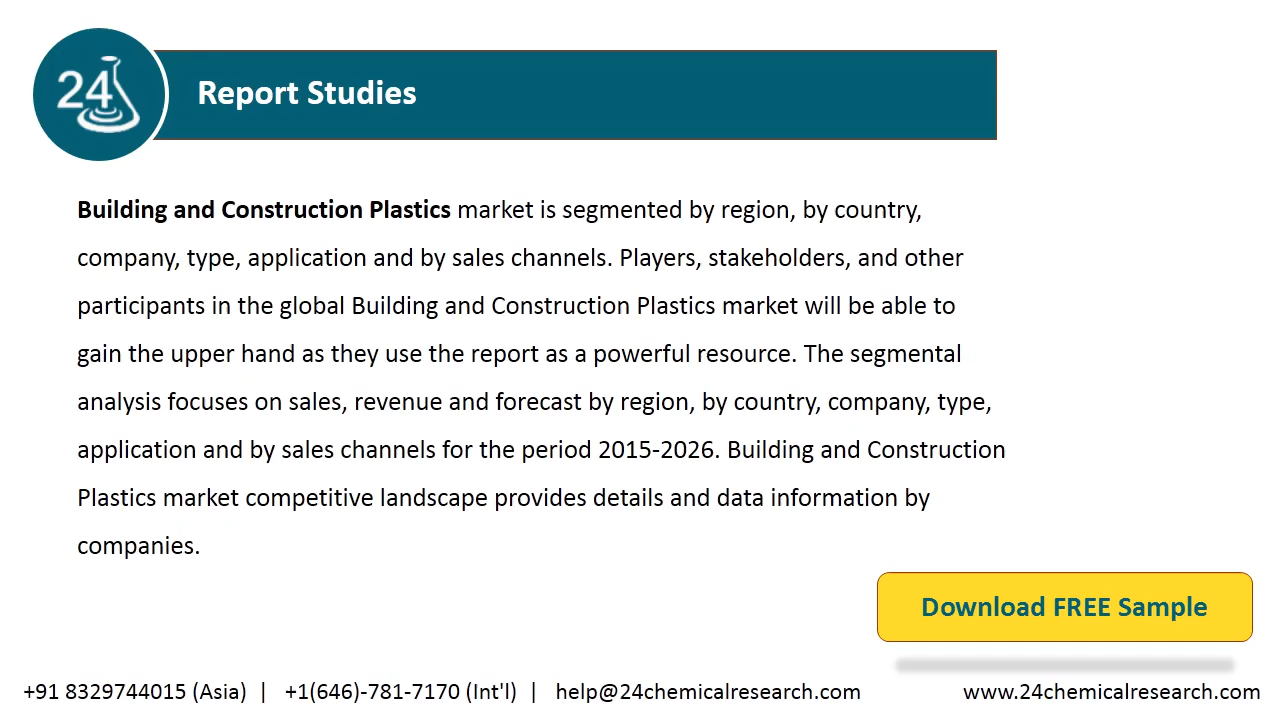 24
Report Studies
Building and Construction Plastics market is segmented by region, by country,
company, type, application and by sales channels. Players, stakeholders, and other
participants in the global Building and Construction Plastics market will be able to
gain the upper hand as they use the report as a powerful resource. The segmental
analysis focuses on sales, revenue and forecast by region, by country, company, type,
application and by sales channels for the period 2015-2026. Building and Construction
Plastics market competitive landscape provides details and data information by
companies.
Download FREE Sample
+91 8329744015 (Asia) | +1(646)-781-7170 (Int'l) | help@24chemicalresearch.com www.24chemicalresearch.com